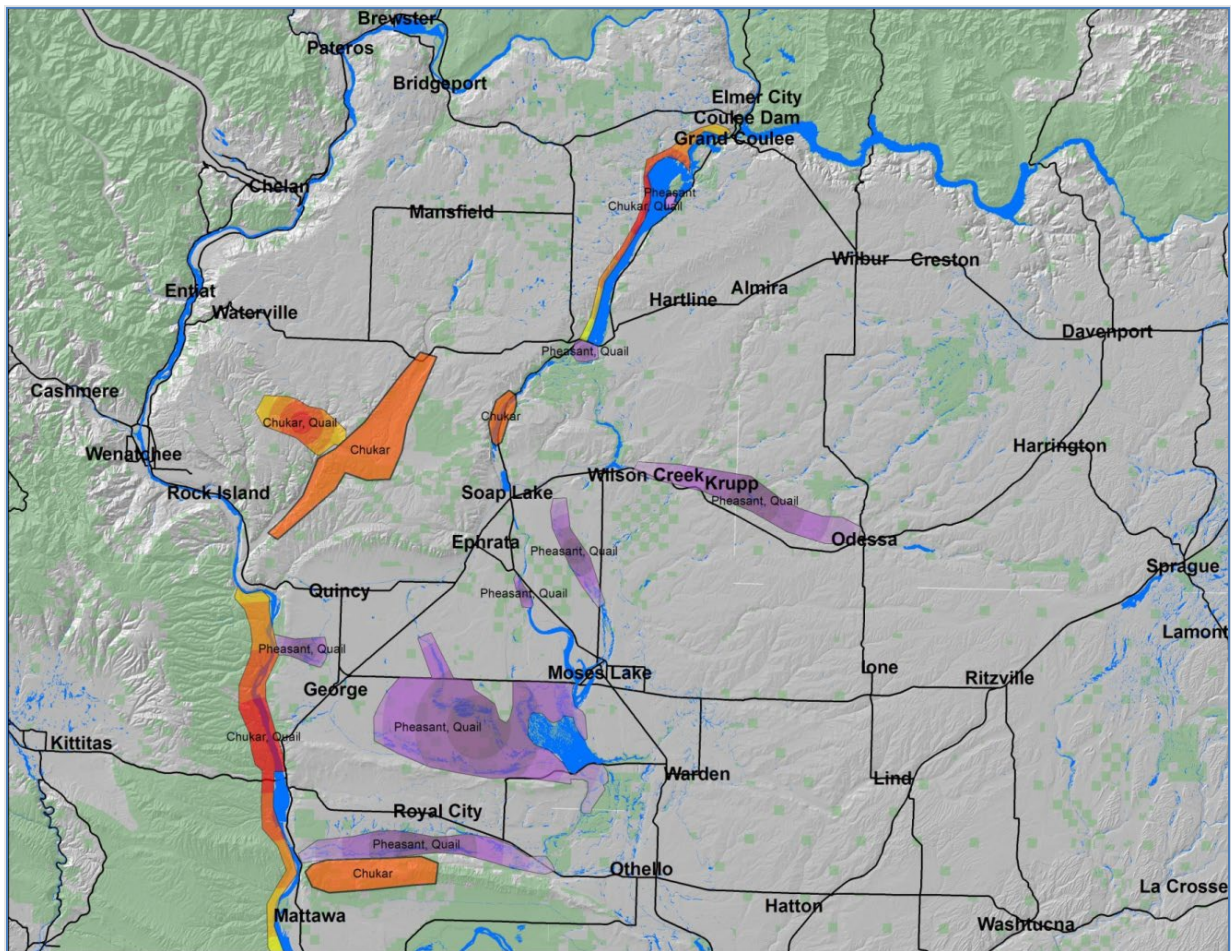 Brewster
Pateros
Bridgeport
Elmer City
Coulee Dam
Grand Coulee
Chelan
Pheasant
Chukar, Quail
Mansfield
Wilbur
Creston
Entiat
Almira
Hartline
Waterville
Davenport
Pheasant, Quail
Cashmere
Chukar
Chukar, Quail
Harrington
Wenatchee
Chukar
Wilson Creek
Krupp
Rock Island
Soap Lake
Pheasant, Quail
Ephrata
Odessa
Pheasant, Quail
Sprague
Quincy
Pheasant, Quail
Lamont
Pheasant, Quail
Moses Lake
Ione
Ritzville
George
Pheasant, Quail
Chukar, Quail
Kittitas
Warden
Lind
Royal City
Pheasant, Quail
Othello
Chukar
La Crosse
Hatton
Mattawa
Washtucna